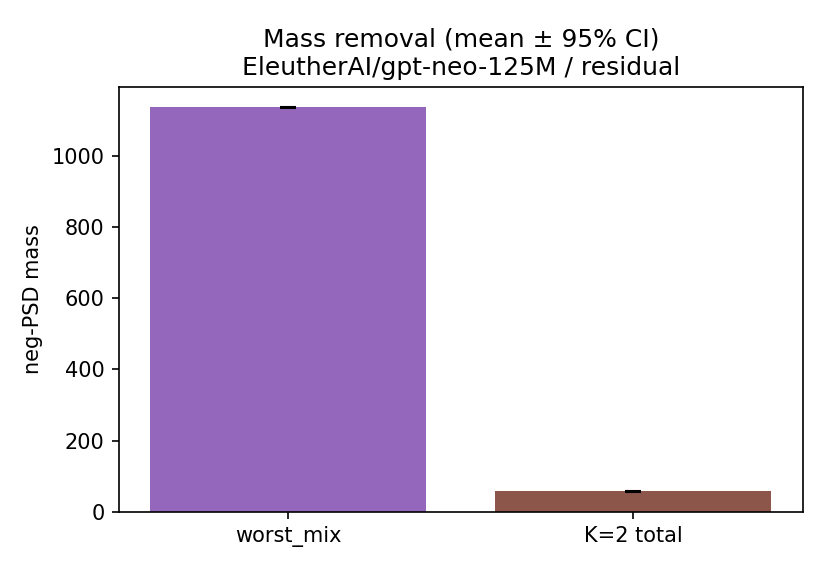 Mass removal (mean ± 95% CI)
EleutherAI/gpt-neo-125M / residual
neg-PSD mass
1000
800
600
400
200
0
worst_mix
K=2 total